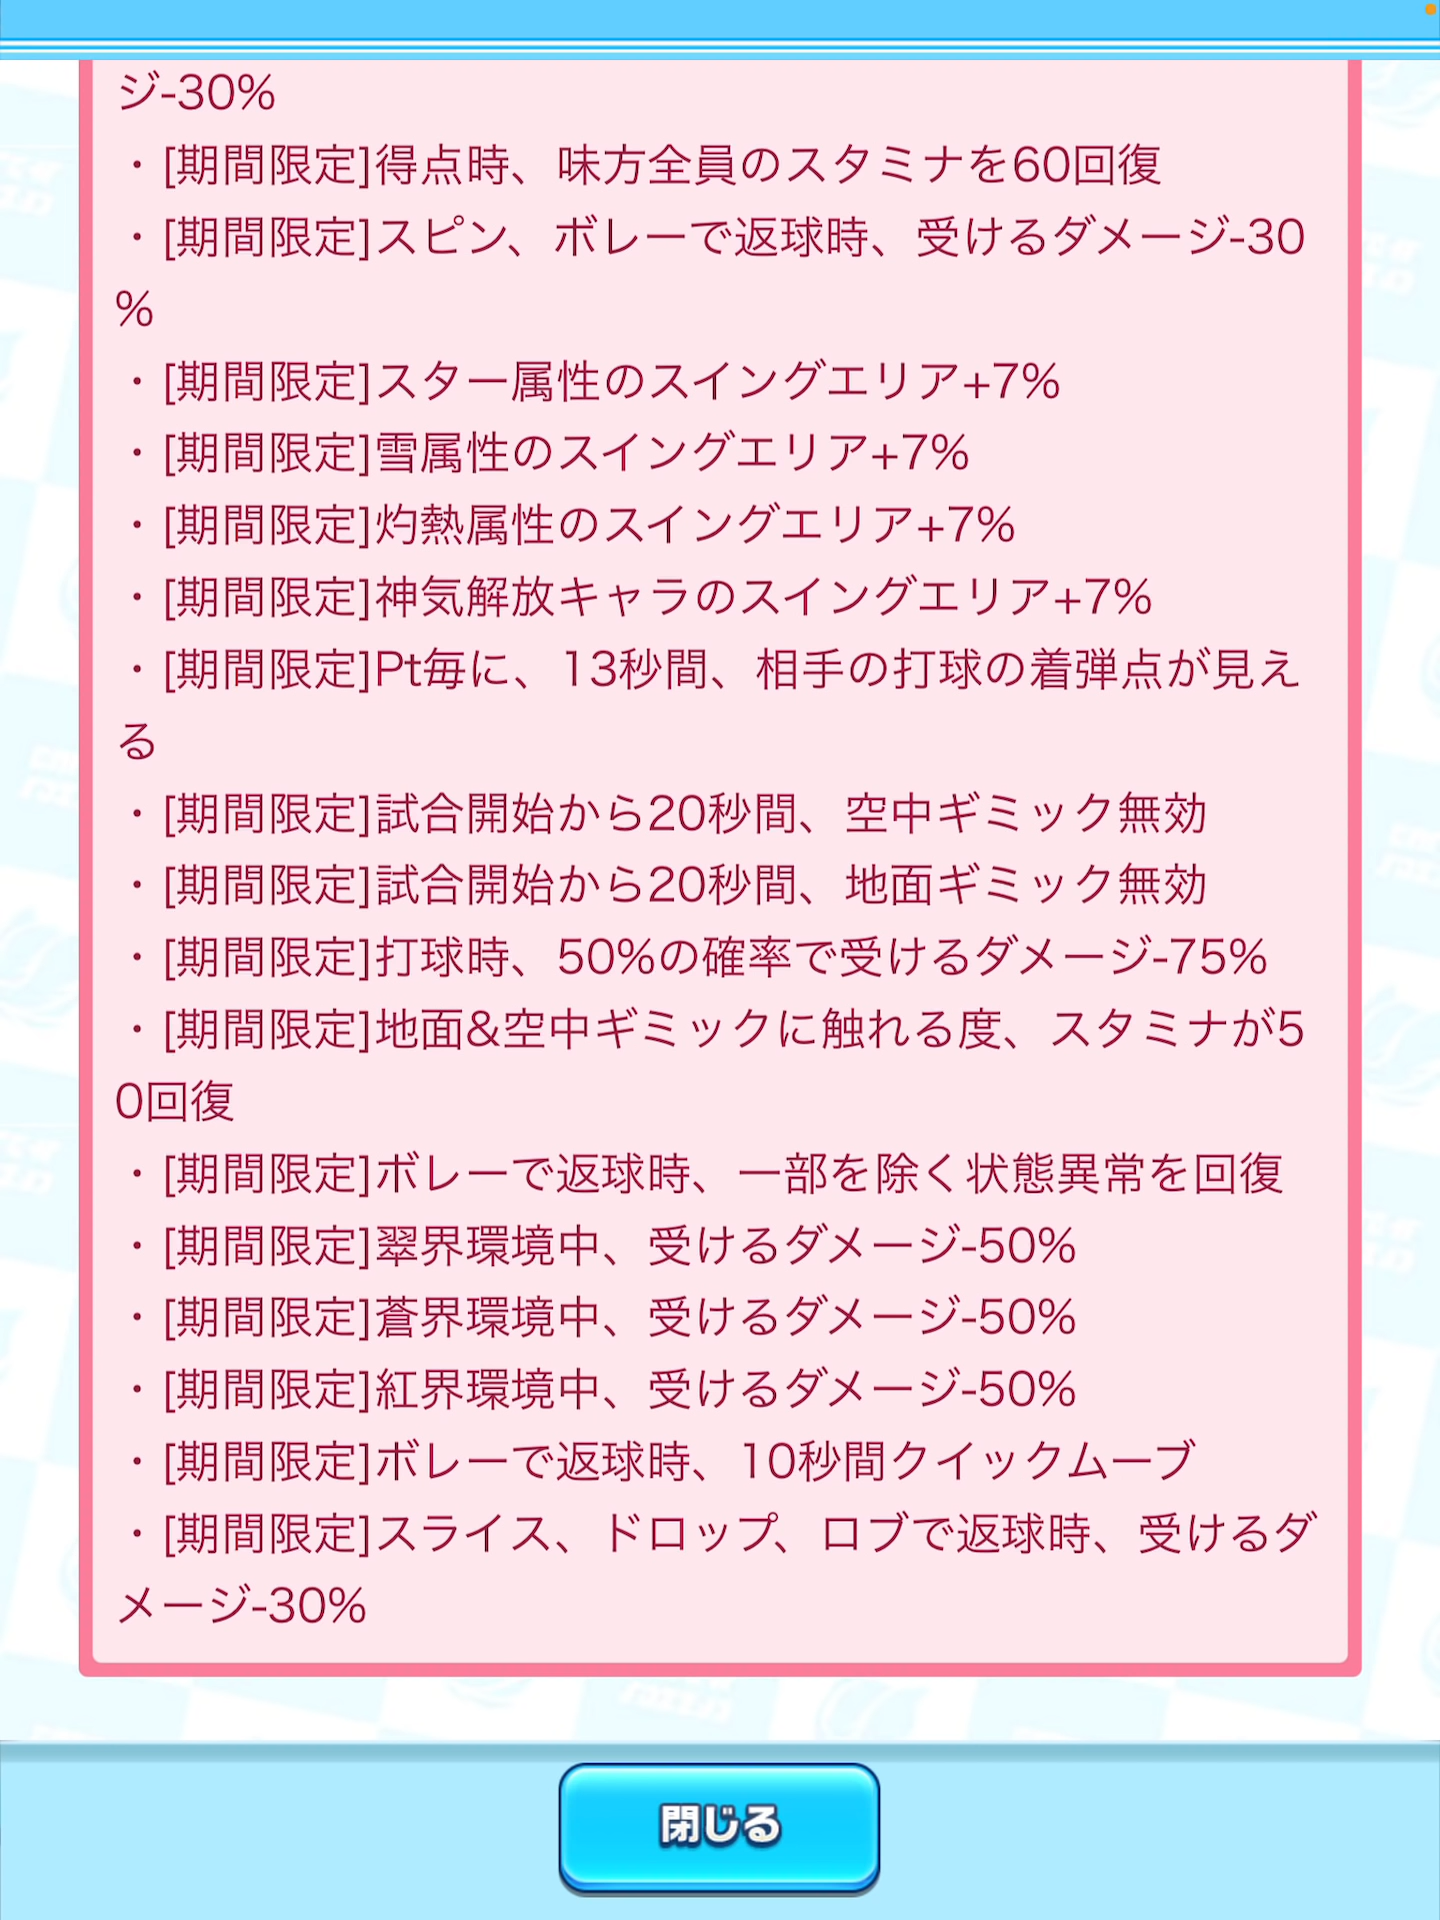 ジ-30%
・[期間限定]得点時、味方全員のスタミナを60回復
・[期間限定]スピン、ボレーで返球時、受けるダメージ-30
%
・[期間限定]スター属性のスイングエリア+7%
・[期間限定]雪属性のスイングエリア+7%
・[期間限定]灼熱属性のスイングエリア+7%
・[期間限定]神気解放キャラのスイングエリア+7%
・[期間限定]Pt毎に、13秒間、相手の打球の着弾点が見え
る
・[期間限定]試合開始から20秒間、空中ギミック無効
・[期間限定]試合開始から20秒間、地面ギミック無効
・[期間限定]打球時、50%の確率で受けるダメージ-75%
・[期間限定]地面&空中ギミックに触れる度、スタミナが5
0回復
・[期間限定]ボレーで返球時、一部を除く状態異常を回復
・[期間限定]翠界環境中、受けるダメージ-50%
・[期間限定]蒼界環境中、受けるダメージ-50%
・[期間限定]紅界環境中、受けるダメージ-50%
・[期間限定]ボレーで返球時、10秒間クイックムーブ
・[期間限定]スライス、ドロップ、ロブで返球時、受けるダ
メージ-30%
閉じる